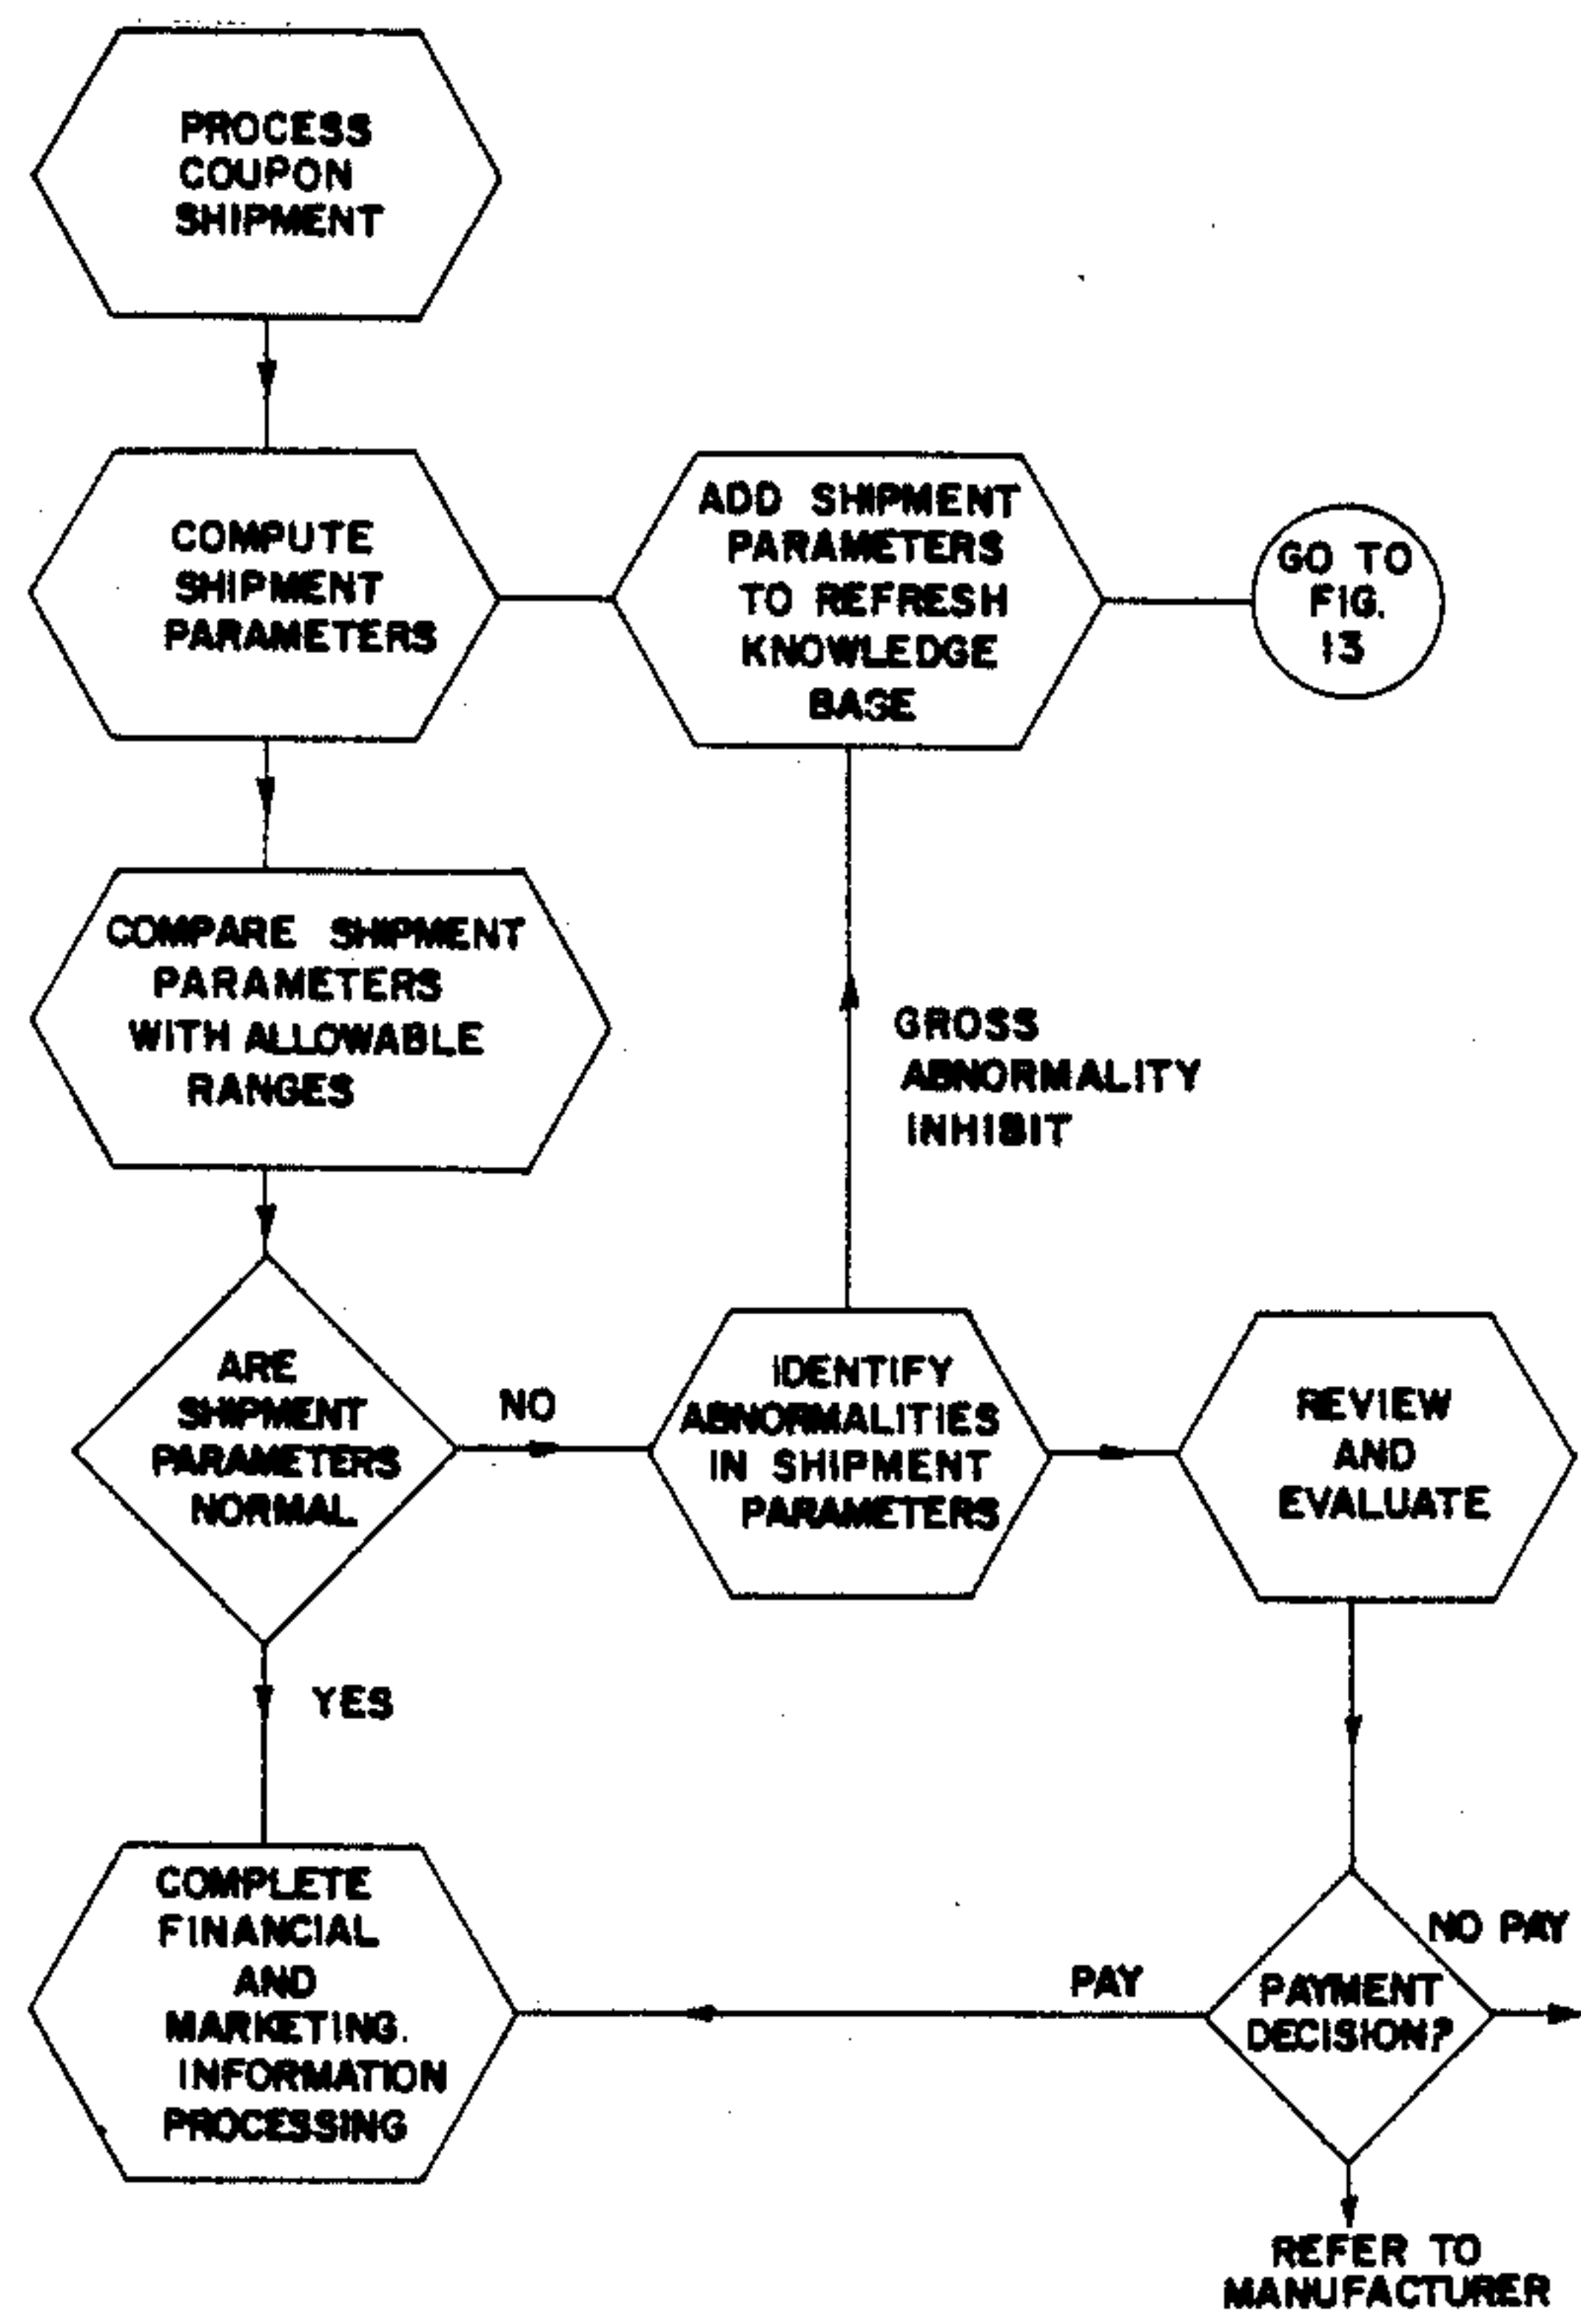 PROCESS
COUPON
SHIPMENT
COMPUTE
SHIPMENT
PARAMETERS
ADD SHIPMENT
PARAMETERS
TO REFRESH
KNOWLEDGE
BASE
GO TO
FIG.
13
COMPARE SHIPMENT
PARAMETERS
WITH ALLOWABLE
RANGES
GROSS
ABNORMALITY
INHIBIT
ARE
SHIPMENT
PARAMETERS
NORMAL
NO
IDENTIFY
ABNORMALITIES
IN SHIPMENT
PARAMETERS
REVIEW
AND
EVALUATE
YES
COMPLETE
FINANCIAL
AND
MARKETING.
INFORMATION
PROCESSING
PAY
PAYMENT
DECISION?
NO PAY
REFER TO
MANUFACTURER